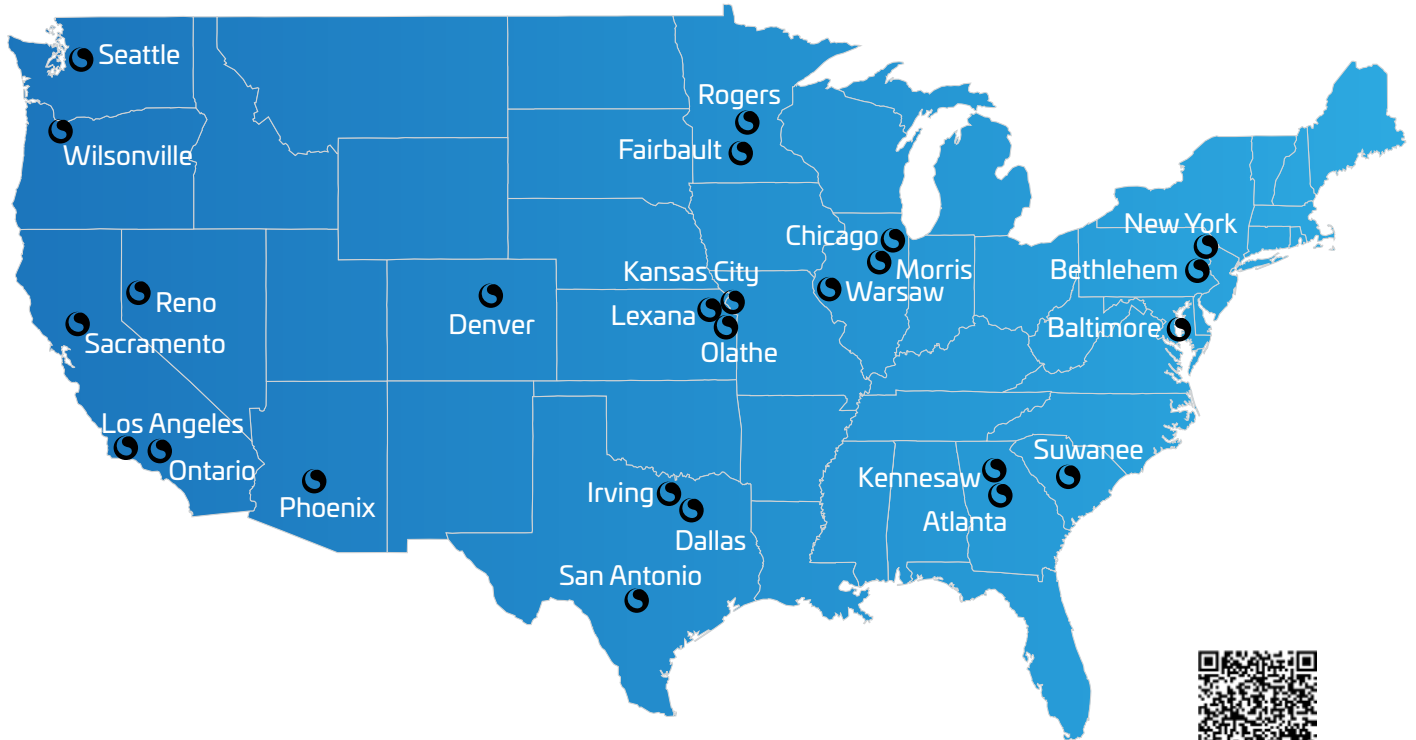 Seattle
Rogers
Wilsonville
Fairbault
New York
Chicago
Morris
Bethlehem
Kansas City
Warsaw
Reno
Lexana
Denver
Baltimore
Sacramento
Olathe
Los Angeles
Suwanee
Ontario
Kennesaw
Irving
Phoenix
Atlanta
Dallas
San Antonio